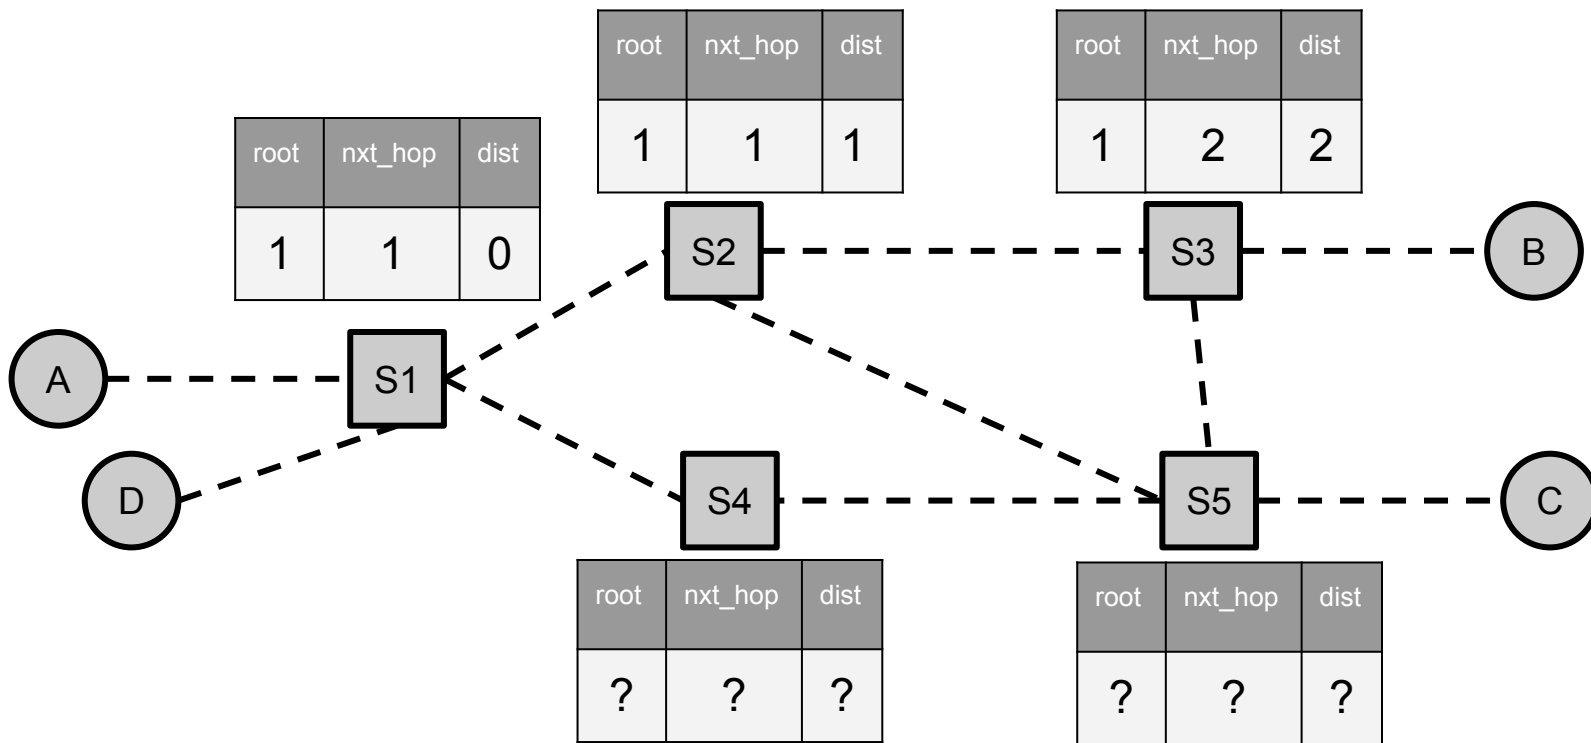 root nxt_hop dist
1 1 1
root nxt_hop dist
1 2 2
root nxt_hop dist
1 1 0
S2
S3
B
A
S1
D
S4
S5
C
root nxt_hop dist
? ? ?
root nxt_hop dist
? ? ?